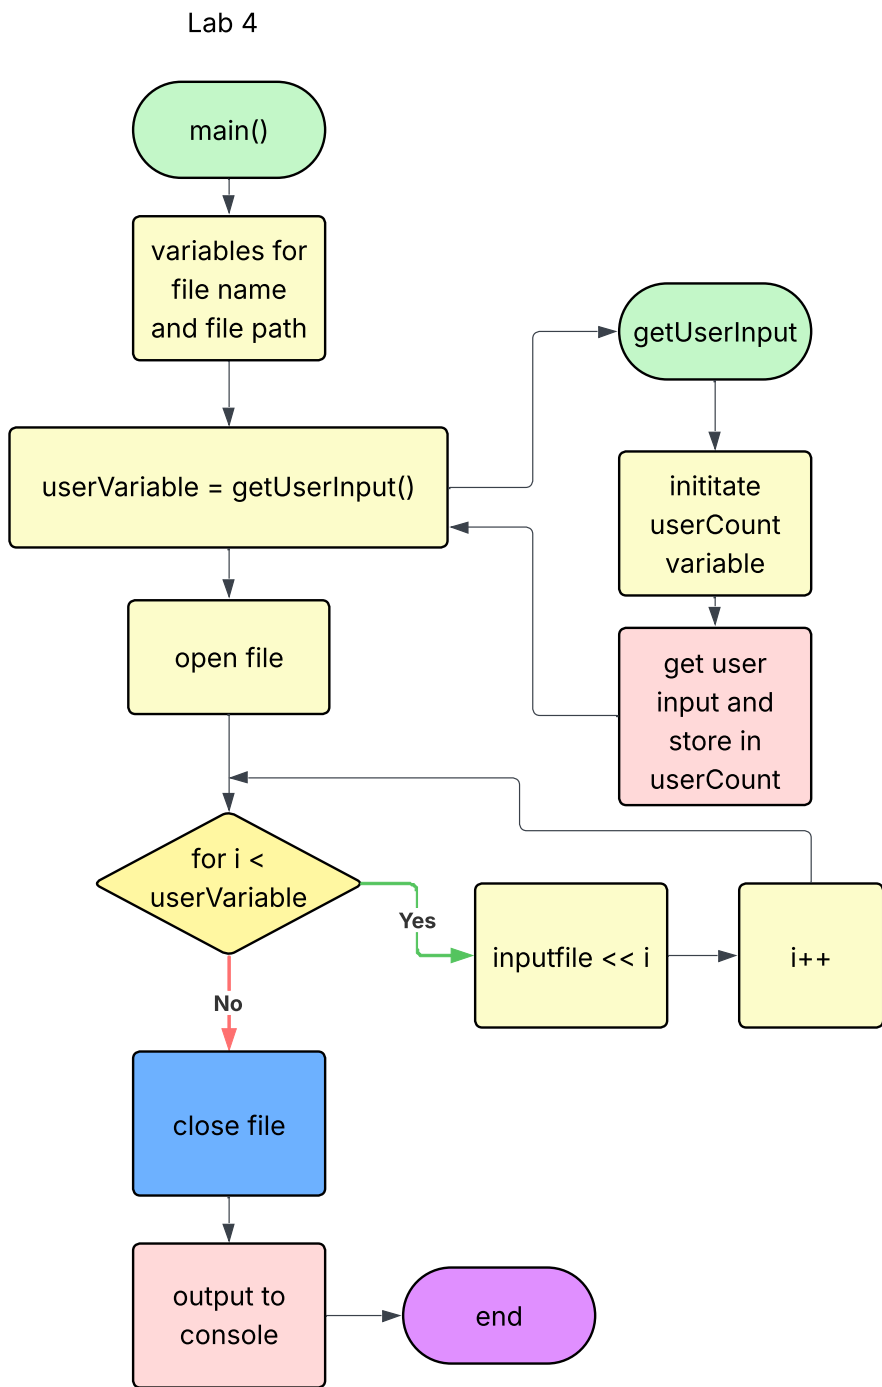 Lab 4
main()
variables for
file name
and file path
userVariable = getUserInput()
getUserInput
inititate
userCount
variable
get user
input and
store in
userCount
open file
for i <
userVariable
Yes
inputfile << i
i++
No
close file
output to
console
end